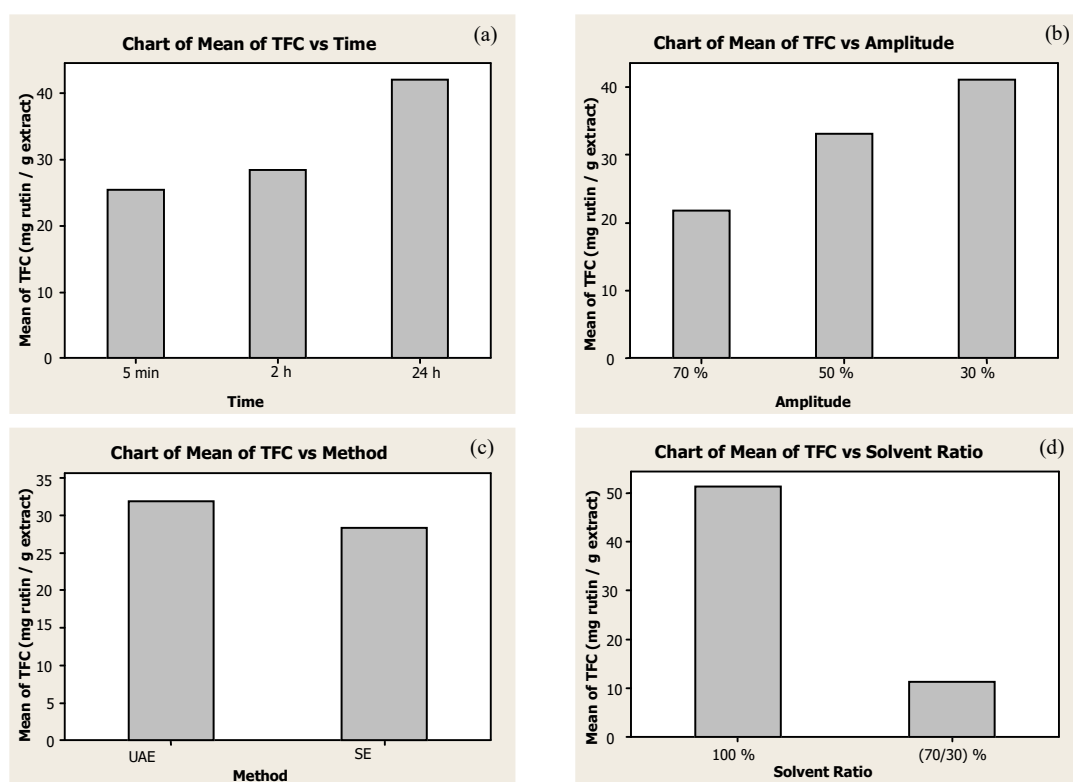 (a)
Chart of Mean of TFC vs Time
Mean of TFC (mg rutin / g extract)
40
30
20
10
0
5 min 2 h 24 h
Time
(b)
Chart of Mean of TFC vs Amplitude
Mean of TFC (mg rutin / g extract)
40
30
20
10
0
70 % 50 % 30 %
Amplitude
(c)
Chart of Mean of TFC vs Method
Mean of TFC (mg rutin / g extract)
35
30
25
20
15
10
5
0
UAE SE
Method
(d)
Chart of Mean of TFC vs Solvent Ratio
Mean of TFC (mg rutin / g extract)
50
40
30
20
10
0
100 % (70/30) %
Solvent Ratio